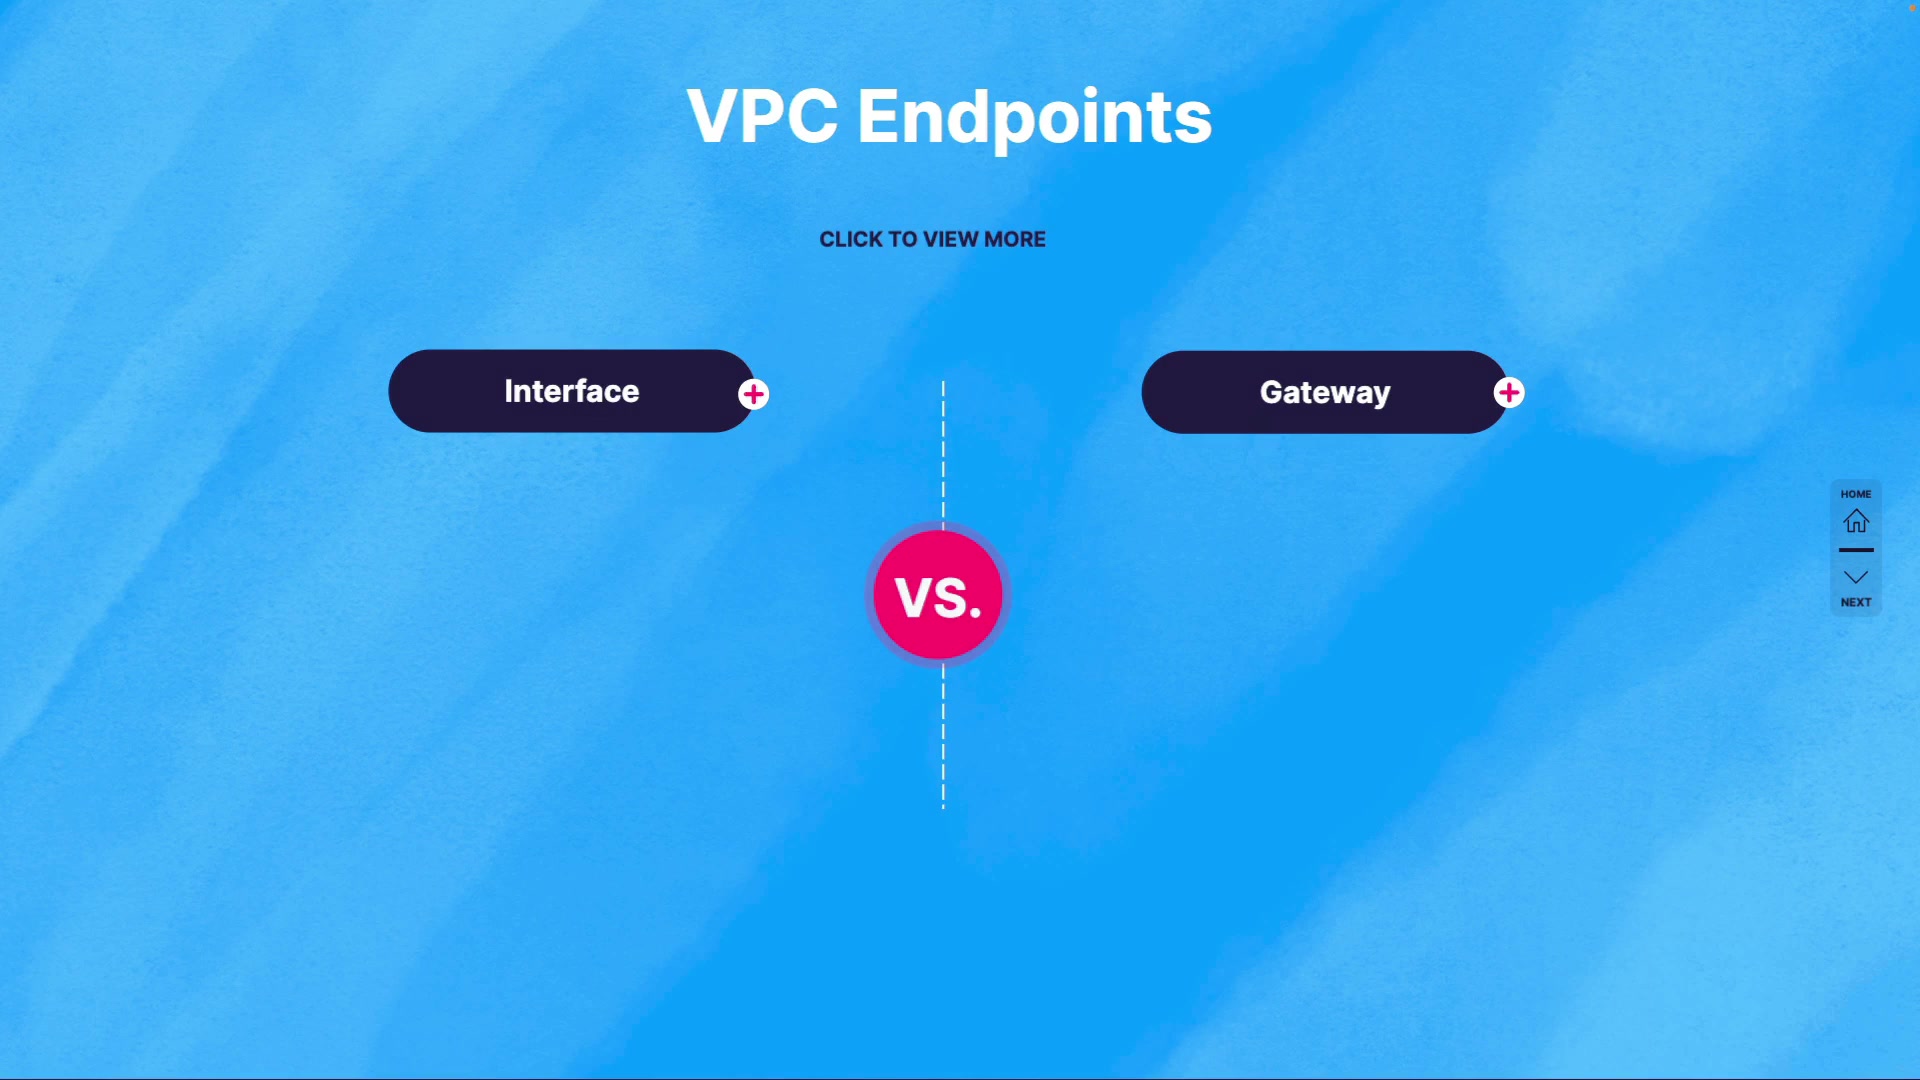 VPC Endpoints
CLICK TO VIEW MORE
Interface
Gateway
VS.
HOME
NEXT